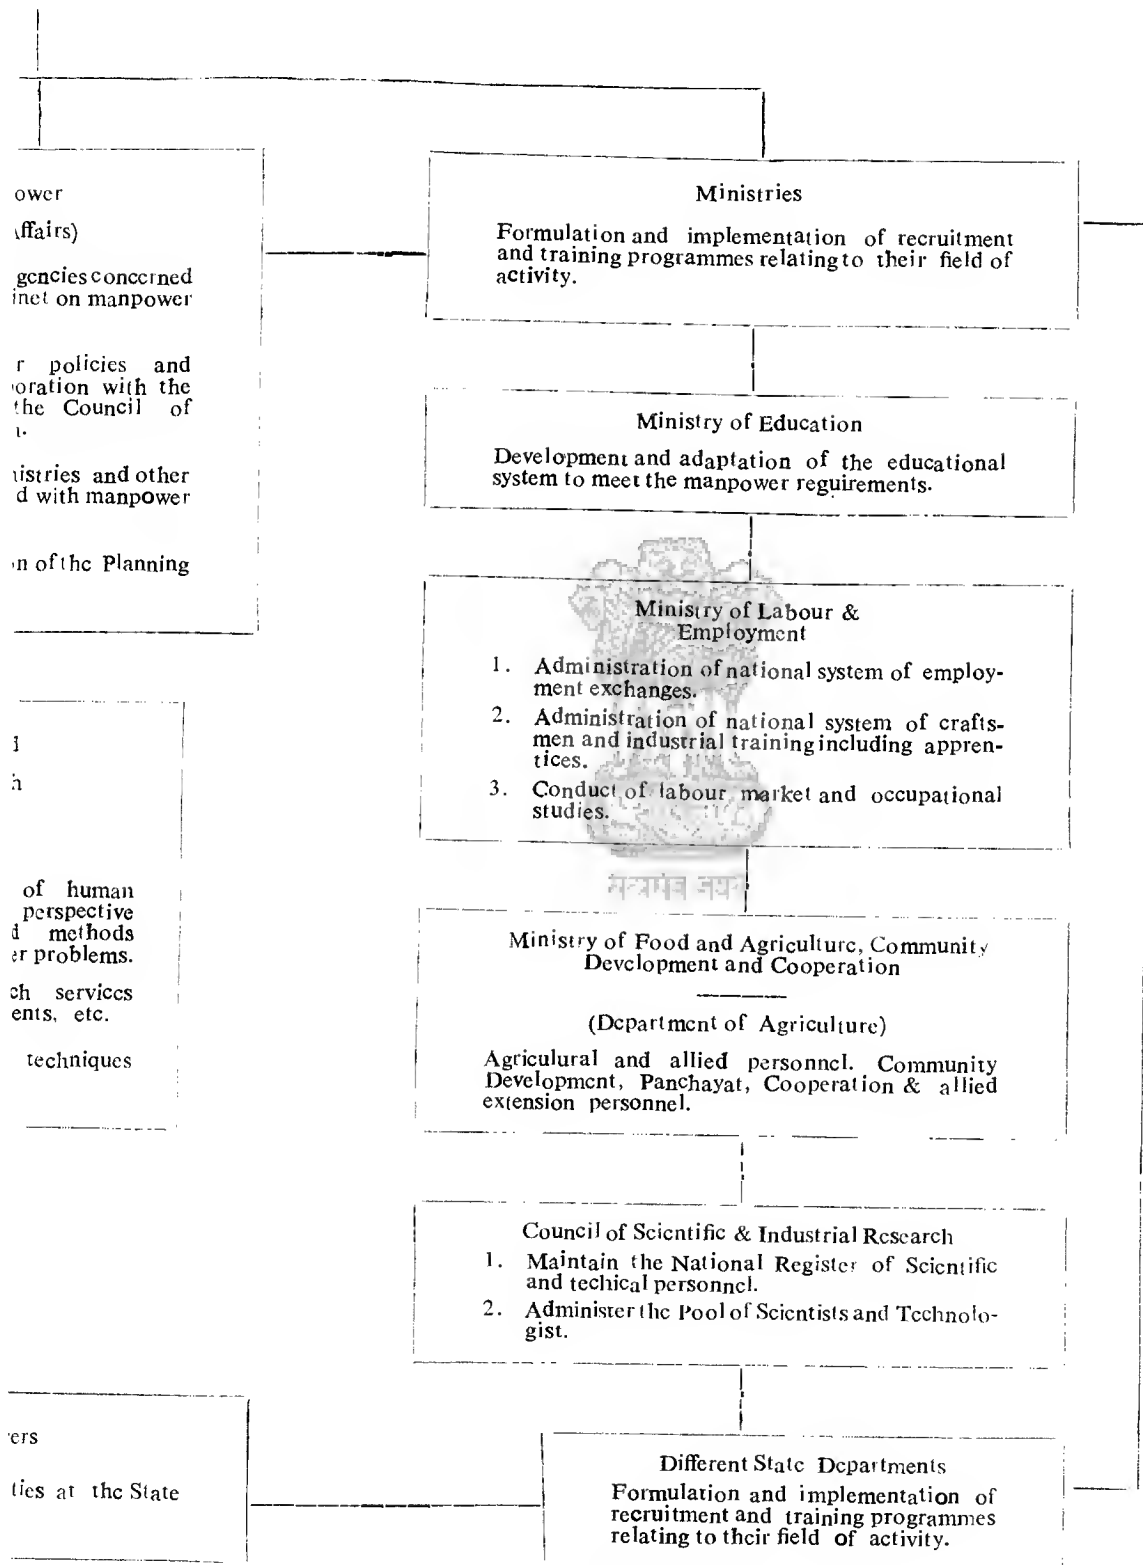 ower
ffairs)
gencies concerned
inet on manpower
r policies and
oration with the
the Council of
nistries and other
d with manpower
n of the Planning
l
h
of human
perspective
d methods
er problems.
ch services
ents, etc.
techniques
ers
ties at the State
Ministries
Formulation and implementation of recruitment
and training programmes relating to their field of
activity.
Ministry of Education
Development and adaptation of the educational
system to meet the manpower reguirements.
Ministry of Labour &
Employment
1. Administration of national system of employ-
ment exchanges.
2. Administration of national system of crafts-
men and industrial training including appren-
tices.
3. Conduct of labour market and occupational
studies.
Ministry of Food and Agriculture, Community
Development and Cooperation
(Department of Agriculture)
Agriculural and allied personnel. Community
Development, Panchayat, Cooperation & allied
extension personnel.
Council of Scientific & Industrial Research
1. Maintain the National Register of Scientific
and techical personnel.
2. Administer the Pool of Scientists and Technolo-
gist.
Different State Departments
Formulation and implementation of
recruitment and training programmes
relating to their field of activity.